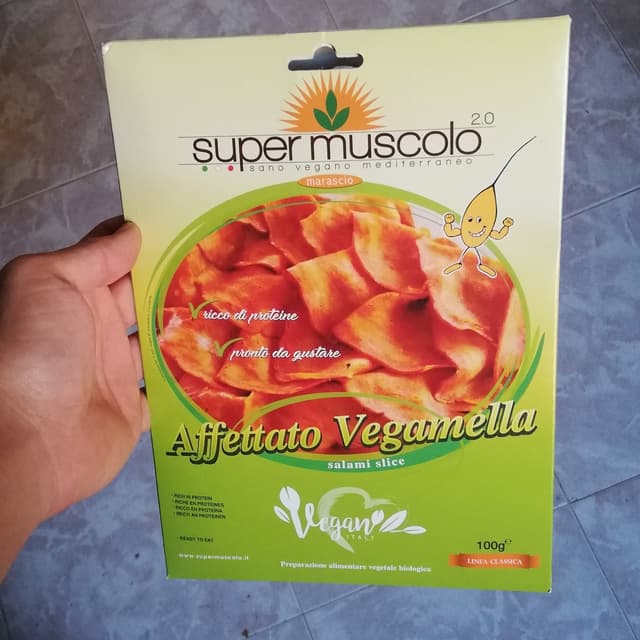 2.0
super muscolo
sano vegano mediterraneo
marascio
ricco di proteine
pronto da gustare
Affettato Vegamella
salami slice
· RICH IN PROTEIN
· RICHE EN PROTEINES
· RICCO EN PROTEINA
· REICH AN PROTEINEN
· READY TO EAT
Vegan
ITALY
www.supermuscolo.it
100g e
LINEA CLASSICA
Preparazione alimentare vegetale biologica